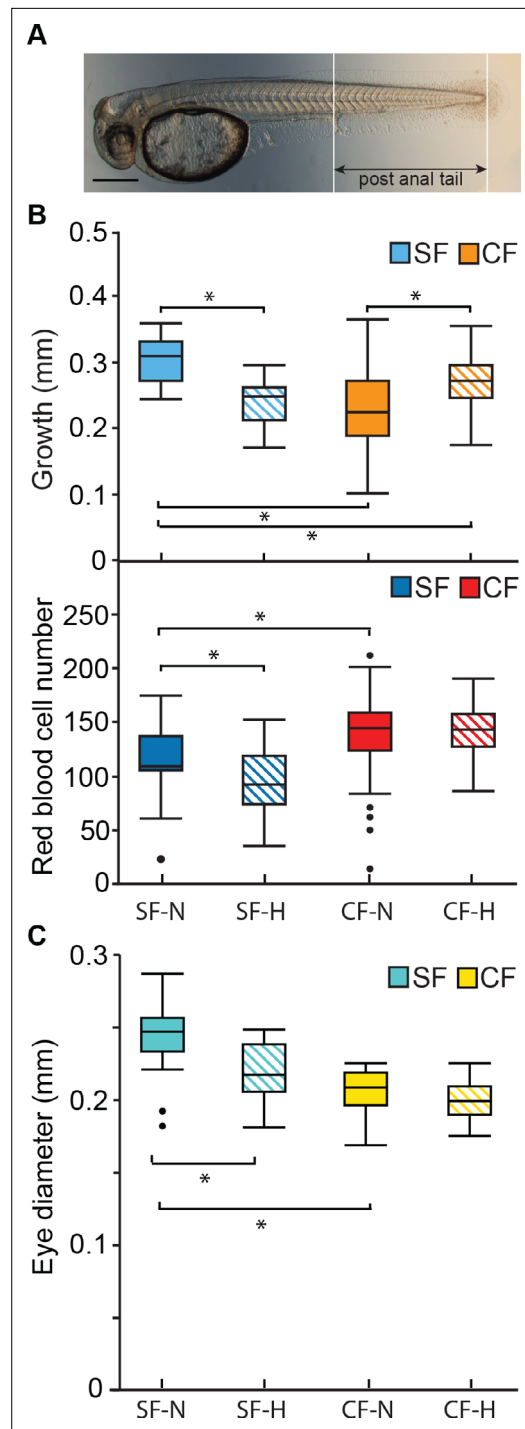 A
post anal tail
B
0.5
SF CF
0.4
*
*
0.3
0.2
0.1
*
*
0
Growth (mm)
SF CF
250
*
200
*
150
100
50
0
Red blood cell number
SF-N SF-H CF-N CF-H
C
0.3
SF CF
0.2
*
*
0.1
0
Eye diameter (mm)
SF-N SF-H CF-N CF-H